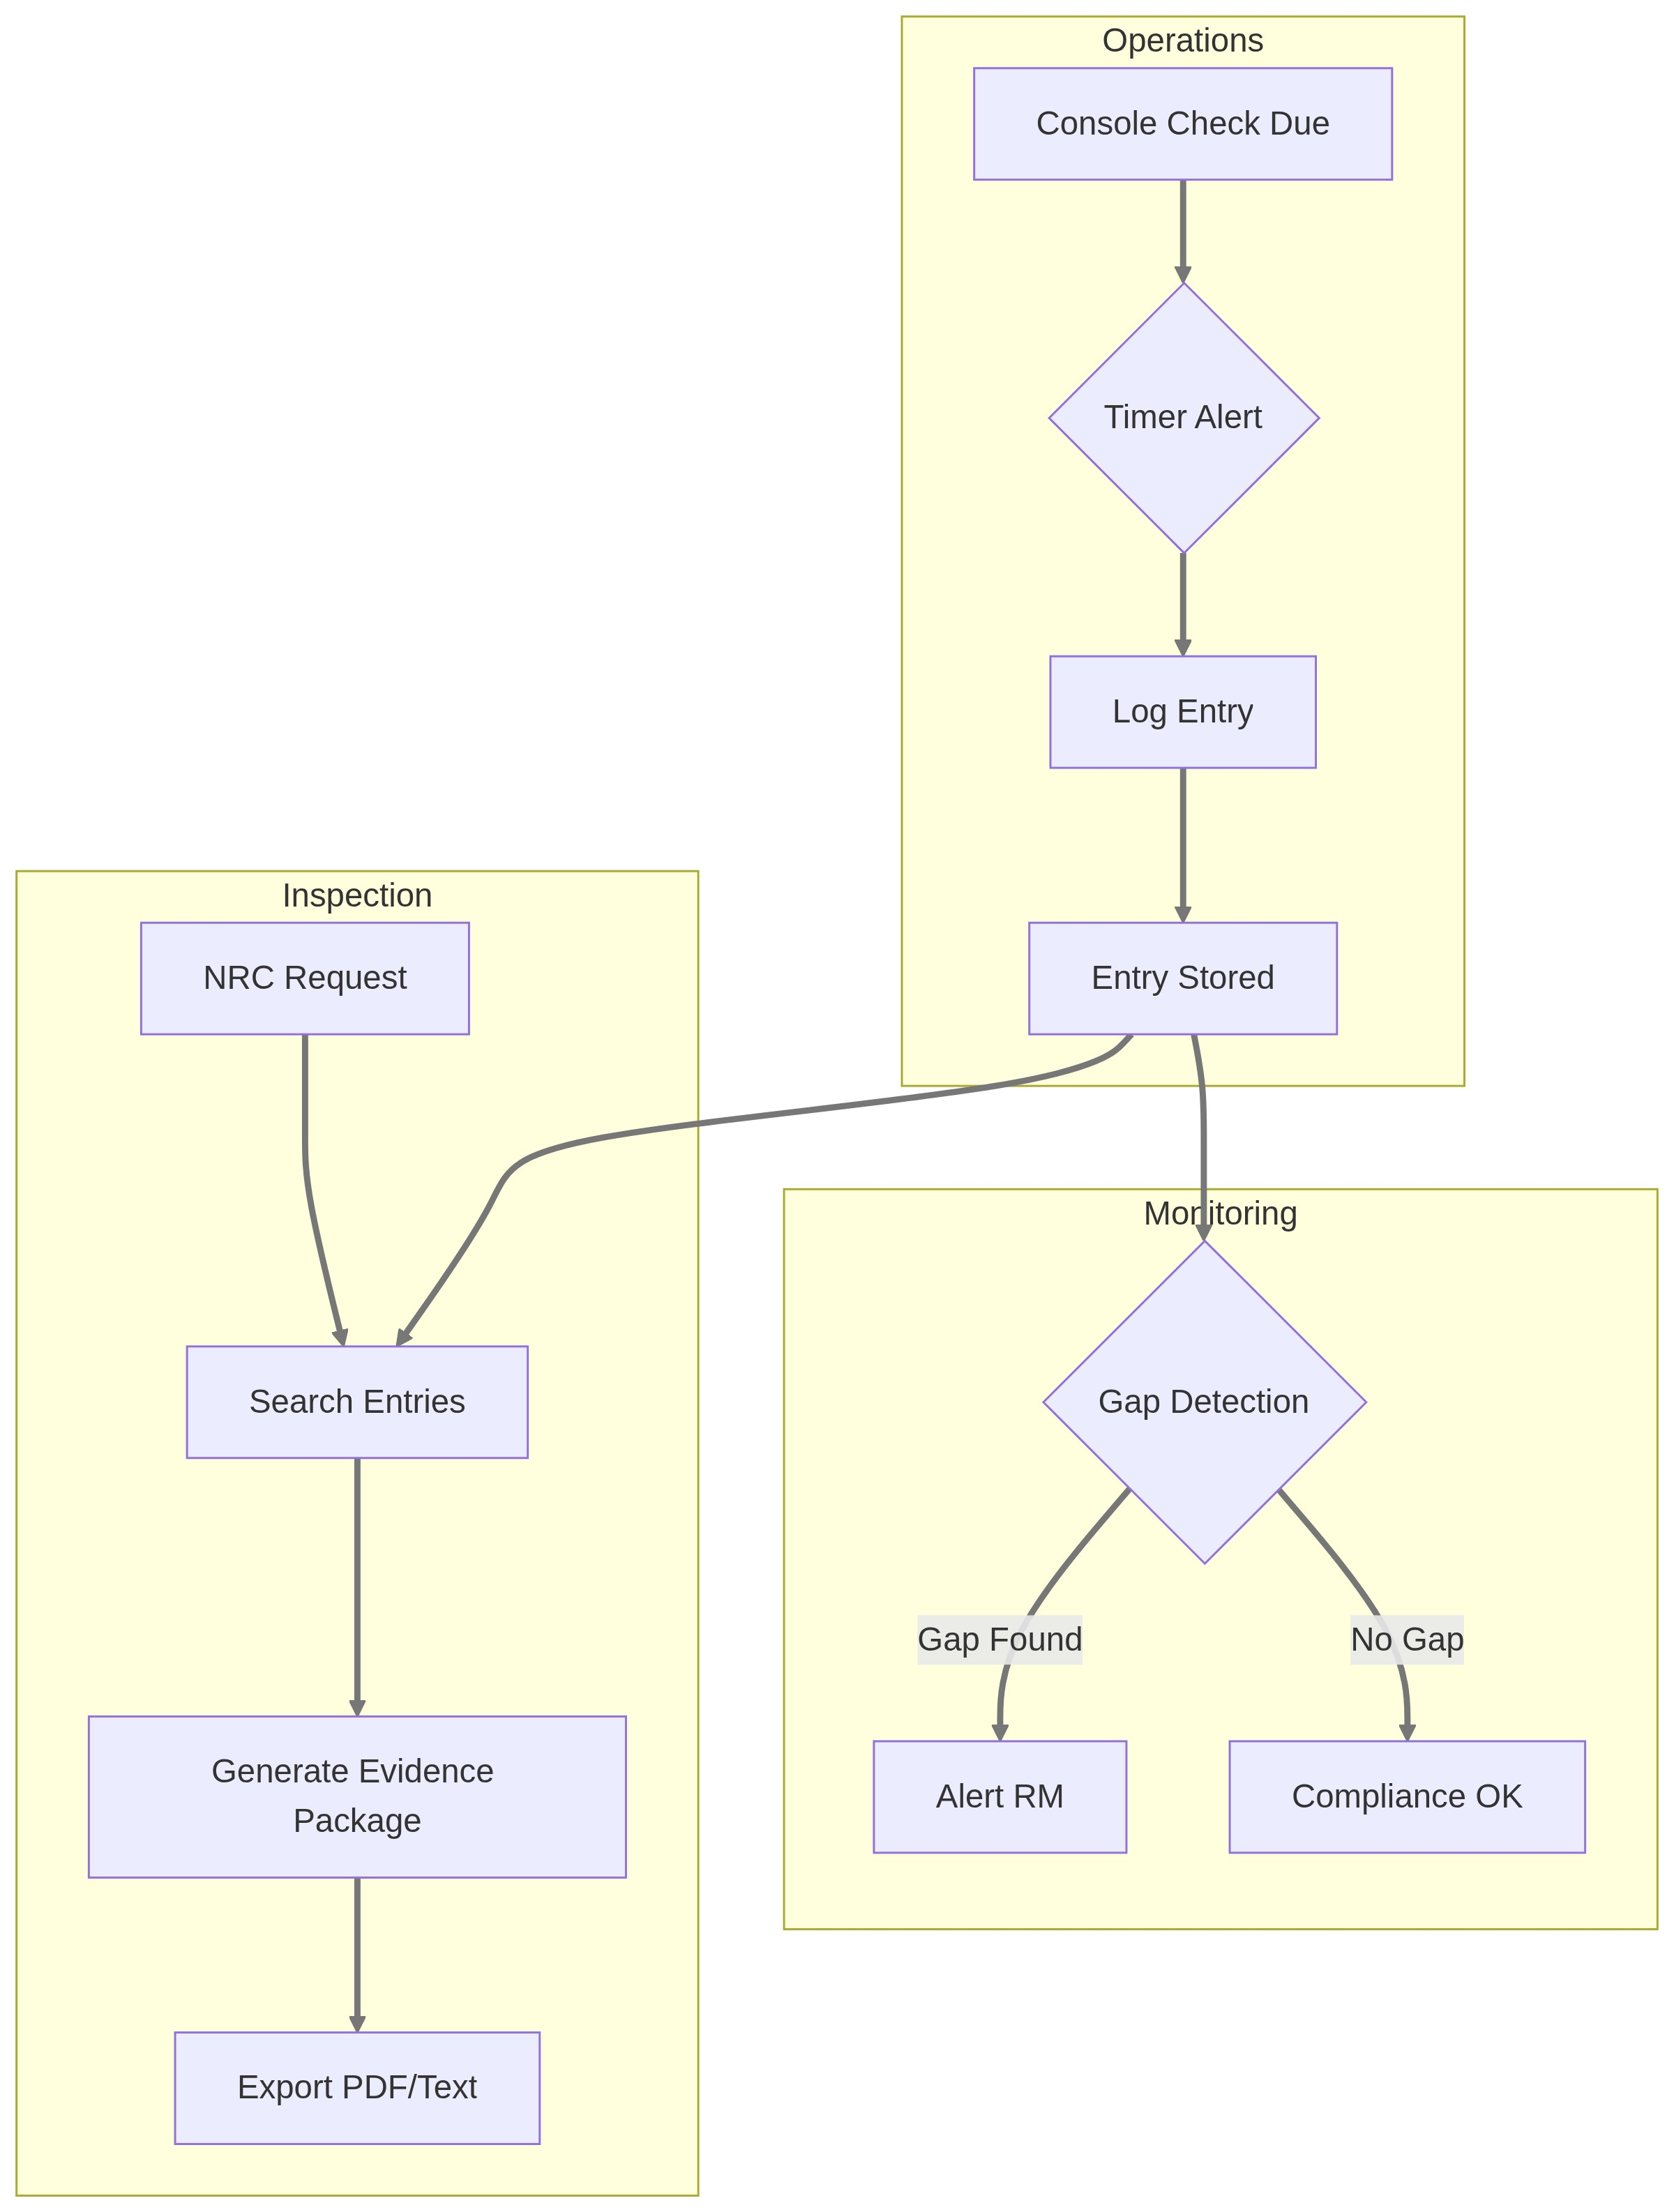 Operations
Console Check Due
Timer Alert
Log Entry
Entry Stored
Inspection
NRC Request
Search Entries
Generate Evidence
Package
Export PDF/Text
Monitoring
Gap Detection
Gap Found
No Gap
Alert RM
Compliance OK